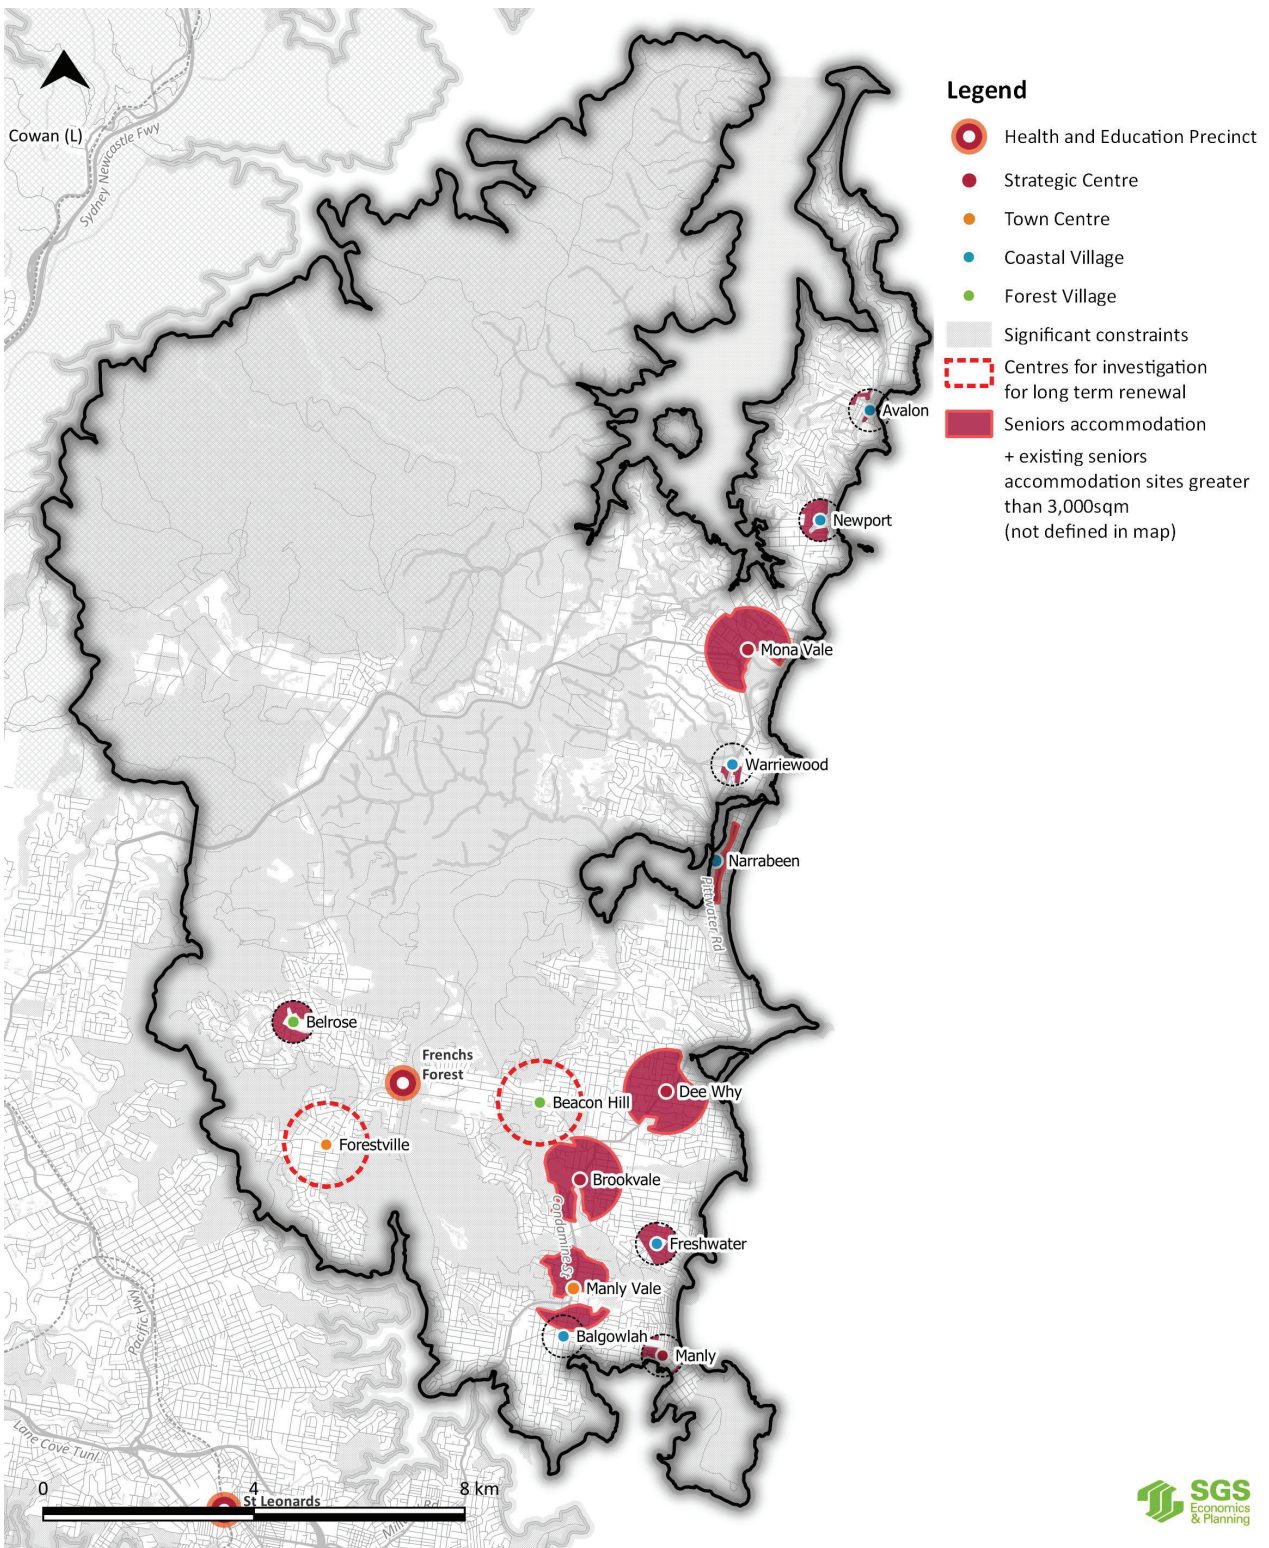 Cowan (L)
Sydney Newcastle Fwy
Legend
Health and Education Precinct
Strategic Centre
Town Centre
Coastal Village
Forest Village
Significant constraints
Centres for investigation
for long term renewal
Seniors accommodation
+ existing seniors
accommodation sites greater
than 3,000sqm
(not defined in map)
Avalon
Newport
Mona Vale
Warriewood
Narrabeen
Pittwater Rd
Belrose
Frenchs
Forest
Beacon Hill
Dee Why
Forestville
Brookvale
Condamine St
Freshwater
Manly Vale
Balgowlah
Manly
Pacific Hwy
Lane Cove Tunl
0 4 8 km
St Leonards
Rd
SGS
Economics
& Planning